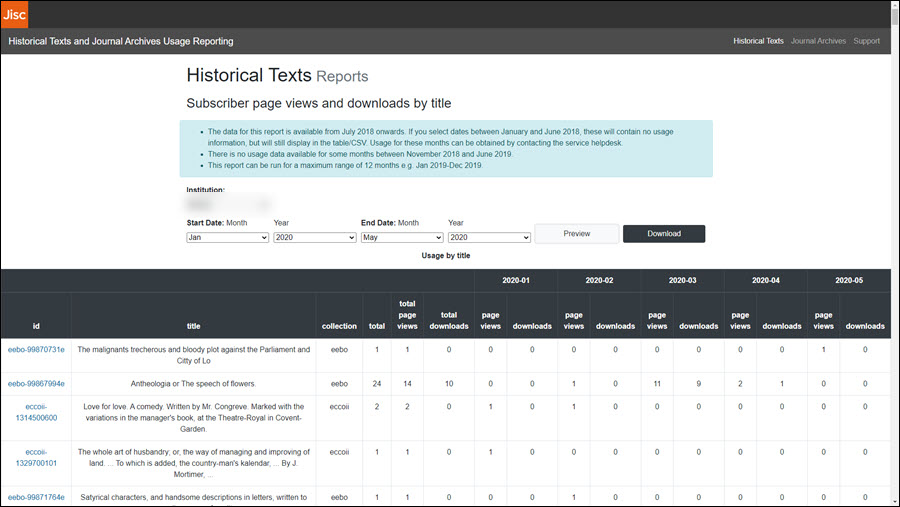 Jisc
Historical Texts and Journal Archives Usage Reporting
Historical Texts Journal Archives Support
Historical Texts Reports
Subscriber page views and downloads by title
• The data for this report is available from July 2018 onwards. If you select dates between January and June 2018, these will contain no usage
information, but will still display in the table/CSV. Usage for these months can be obtained by contacting the service helpdesk.
• There is no usage data available for some months between November 2018 and June 2019.
• This report can be run for a maximum range of 12 months e.g. Jan 2019-Dec 2019.
Institution:
Start Date: Month Year End Date: Month Year
Jan 2020 May 2020 Preview Download
Usage by title
2020-01 2020-02 2020-03 2020-04 2020-05
id title collection total total page views total downloads page views downloads page views downloads page views downloads page views downloads page views downloads
eebo-99870731e The malignants trecherous and bloody plot against the Parliament and eebo 1 1 0 0 0 0 0 0 0 0 0 1 0
Citty of Lo
eebo-99867994e Antheologia or The speech of flowers. eebo 24 14 10 0 0 1 0 11 9 2 1 0 0
eccoii- Love for love. A comedy. Written by Mr. Congreve. Marked with the eccoii 2 2 0 1 0 1 0 0 0 0 0 0 0
1314500600 variations in the manager's book, at the Theatre-Royal in Covent-
Garden.
eccoii- The whole art of husbandry; or, the way of managing and improving of eccoii 1 1 0 1 0 0 0 0 0 0 0 0 0
1329700101 land. ... To which is added, the country-man's kalendar, ... By J.
Mortimer, ...
eebo-99871764e Satyrical characters, and handsome descriptions in letters, written to eebo 1 1 0 0 0 1 0 0 0 0 0 0 0